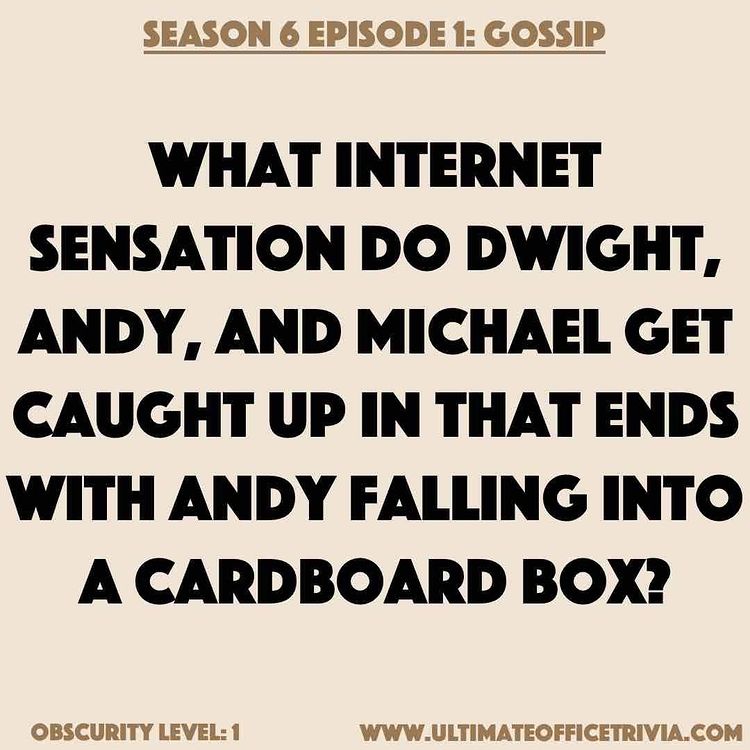 SEASON 6 EPISODE 1: GOSSIP
WHAT INTERNET
SENSATION DO DWIGHT,
ANDY, AND MICHAEL GET
CAUGHT UP IN THAT ENDS
WITH ANDY FALLING INTO
A CARDBOARD BOX?
OBSCURITY LEVEL: 1
WWW.ULTIMATEOFFICETRIVIA.COM